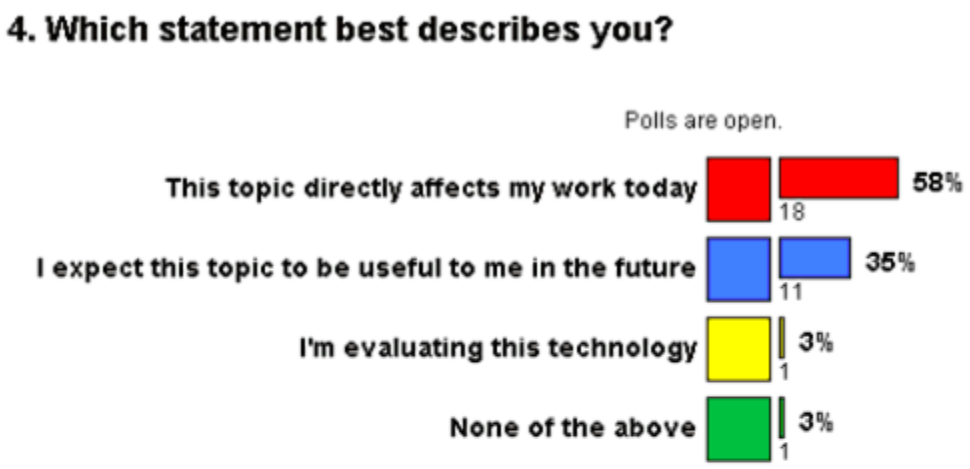 4. Which statement best describes you?
Polls are open.
This topic directly affects my work today
58%
18
I expect this topic to be useful to me in the future
35%
11
I'm evaluating this technology
3%
1
None of the above
3%
1